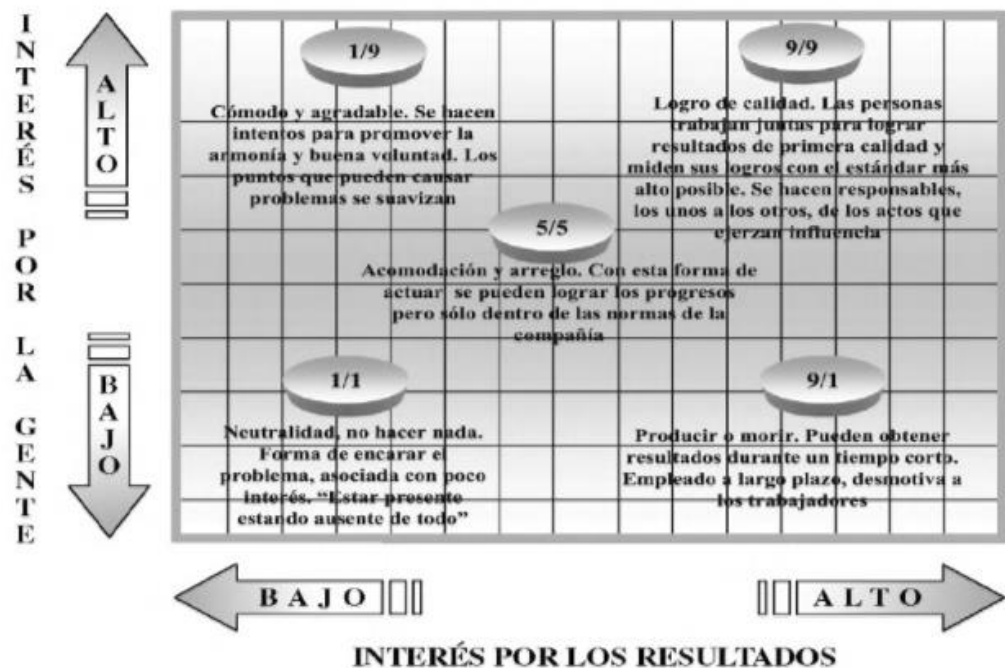 INTERÉS POR LA GENTE
ALTO
BAJO
1/9
Cómodo y agradable. Se hacen
intentos para promover la
armonía y buena voluntad. Los
puntos que pueden causar
problemas se suavizan
9/9
Logro de calidad. Las personas
trabajan juntas para lograr
resultados de primera calidad y
miden sus logros con el estándar más
alto posible. Se hacen responsables,
los unos a los otros, de los actos que
ejerzan influencia
5/5
Acomodación y arreglo. Con esta forma de
actuar se pueden lograr los progresos
pero sólo dentro de las normas de la
compañía
1/1
Neutralidad, no hacer nada.
Forma de encarar el
problema, asociada con poco
interés. “Estar presente
estando ausente de todo”
9/1
Producir o morir. Pueden obtener
resultados durante un tiempo corto.
Empleado a largo plazo, desmotiva a
los trabajadores
BAJO
ALTO
INTERÉS POR LOS RESULTADOS